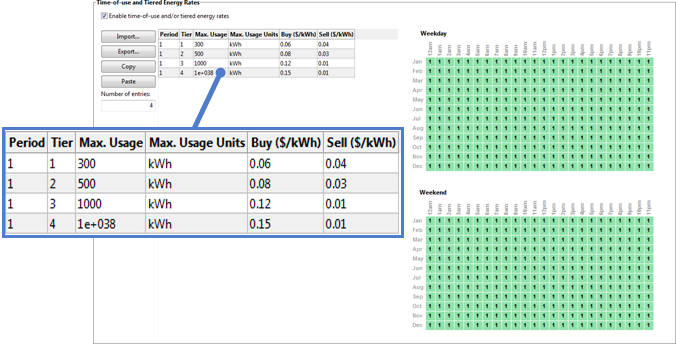 Time-of-use and Tiered Energy Rates
Enable time-of-use and/or tiered energy rates
Import...
Export...
Copy
Paste
Number of entries:
4
Period Tier Max. Usage Max. Usage Units Buy ($/kWh) Sell ($/kWh)
1 1 300 kWh 0.06 0.04
1 2 500 kWh 0.08 0.03
1 3 1000 kWh 0.12 0.01
1 4 1e+038 kWh 0.15 0.01
Period Tier Max. Usage Max. Usage Units Buy ($/kWh) Sell ($/kWh)
1 1 300 kWh 0.06 0.04
1 2 500 kWh 0.08 0.03
1 3 1000 kWh 0.12 0.01
1 4 1e+038 kWh 0.15 0.01
Weekday
12am 1am 2am 3am 4am 5am 6am 7am 8am 9am 10am 11am 12pm 1pm 2pm 3pm 4pm 5pm 6pm 7pm 8pm 9pm 10pm 11pm
Jan 1 1 1 1 1 1 1 1 1 1 1 1 1 1 1 1 1 1 1 1 1 1 1 1
Feb 1 1 1 1 1 1 1 1 1 1 1 1 1 1 1 1 1 1 1 1 1 1 1 1
Mar 1 1 1 1 1 1 1 1 1 1 1 1 1 1 1 1 1 1 1 1 1 1 1 1
Apr 1 1 1 1 1 1 1 1 1 1 1 1 1 1 1 1 1 1 1 1 1 1 1 1
May 1 1 1 1 1 1 1 1 1 1 1 1 1 1 1 1 1 1 1 1 1 1 1 1
Jun 1 1 1 1 1 1 1 1 1 1 1 1 1 1 1 1 1 1 1 1 1 1 1 1
Jul 1 1 1 1 1 1 1 1 1 1 1 1 1 1 1 1 1 1 1 1 1 1 1 1
Aug 1 1 1 1 1 1 1 1 1 1 1 1 1 1 1 1 1 1 1 1 1 1 1 1
Sep 1 1 1 1 1 1 1 1 1 1 1 1 1 1 1 1 1 1 1 1 1 1 1 1
Oct 1 1 1 1 1 1 1 1 1 1 1 1 1 1 1 1 1 1 1 1 1 1 1 1
Nov 1 1 1 1 1 1 1 1 1 1 1 1 1 1 1 1 1 1 1 1 1 1 1 1
Dec 1 1 1 1 1 1 1 1 1 1 1 1 1 1 1 1 1 1 1 1 1 1 1 1
Weekend
12am 1am 2am 3am 4am 5am 6am 7am 8am 9am 10am 11am 12pm 1pm 2pm 3pm 4pm 5pm 6pm 7pm 8pm 9pm 10pm 11pm
Jan 1 1 1 1 1 1 1 1 1 1 1 1 1 1 1 1 1 1 1 1 1 1 1 1
Feb 1 1 1 1 1 1 1 1 1 1 1 1 1 1 1 1 1 1 1 1 1 1 1 1
Mar 1 1 1 1 1 1 1 1 1 1 1 1 1 1 1 1 1 1 1 1 1 1 1 1
Apr 1 1 1 1 1 1 1 1 1 1 1 1 1 1 1 1 1 1 1 1 1 1 1 1
May 1 1 1 1 1 1 1 1 1 1 1 1 1 1 1 1 1 1 1 1 1 1 1 1
Jun 1 1 1 1 1 1 1 1 1 1 1 1 1 1 1 1 1 1 1 1 1 1 1 1
Jul 1 1 1 1 1 1 1 1 1 1 1 1 1 1 1 1 1 1 1 1 1 1 1 1
Aug 1 1 1 1 1 1 1 1 1 1 1 1 1 1 1 1 1 1 1 1 1 1 1 1
Sep 1 1 1 1 1 1 1 1 1 1 1 1 1 1 1 1 1 1 1 1 1 1 1 1
Oct 1 1 1 1 1 1 1 1 1 1 1 1 1 1 1 1 1 1 1 1 1 1 1 1
Nov 1 1 1 1 1 1 1 1 1 1 1 1 1 1 1 1 1 1 1 1 1 1 1 1
Dec 1 1 1 1 1 1 1 1 1 1 1 1 1 1 1 1 1 1 1 1 1 1 1 1